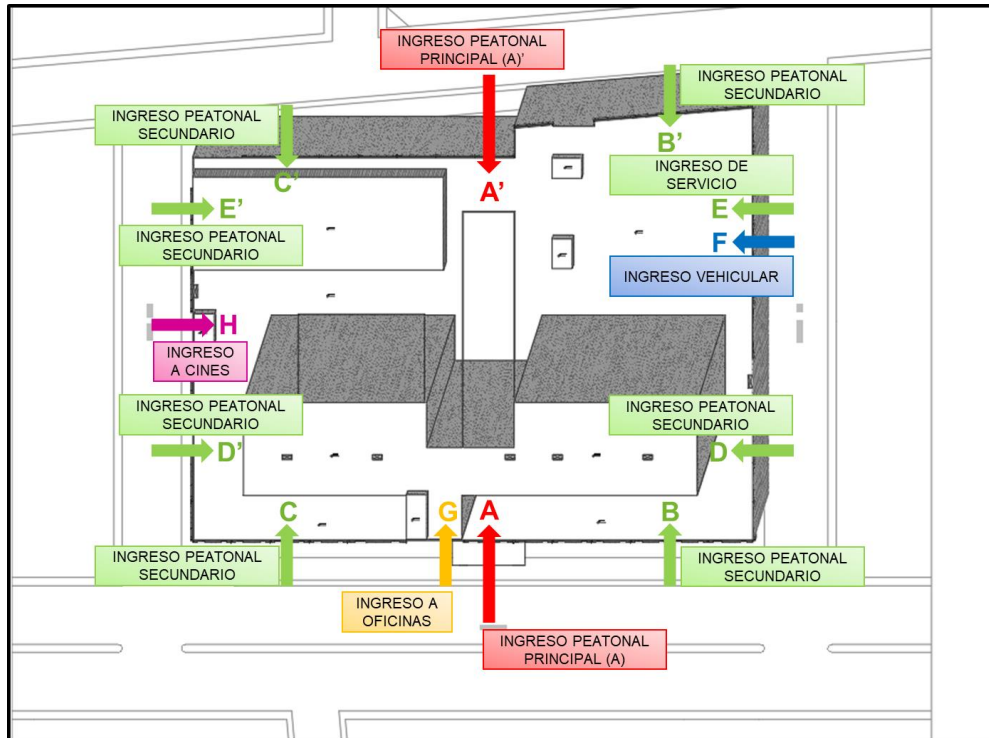 INGRESO PEATONAL
PRINCIPAL (A)'
INGRESO PEATONAL
SECUNDARIO
INGRESO PEATONAL
SECUNDARIO
B'
C'
A'
INGRESO DE
SERVICIO
E'
E
INGRESO PEATONAL
SECUNDARIO
F
INGRESO VEHICULAR
H
INGRESO
A CINES
INGRESO PEATONAL
SECUNDARIO
INGRESO PEATONAL
SECUNDARIO
D'
D
C
G
A
B
INGRESO PEATONAL
SECUNDARIO
INGRESO PEATONAL
SECUNDARIO
INGRESO A
OFICINAS
INGRESO PEATONAL
PRINCIPAL (A)